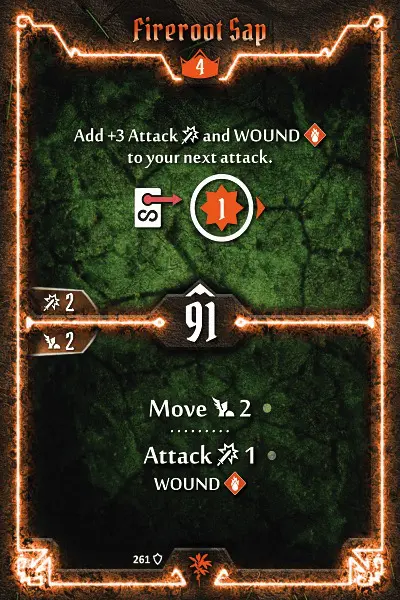 Fireroot Sap
4
Add +3 Attack and WOUND
to your next attack.
S 1
2
91
2
Move 2
Attack 1
WOUND
261